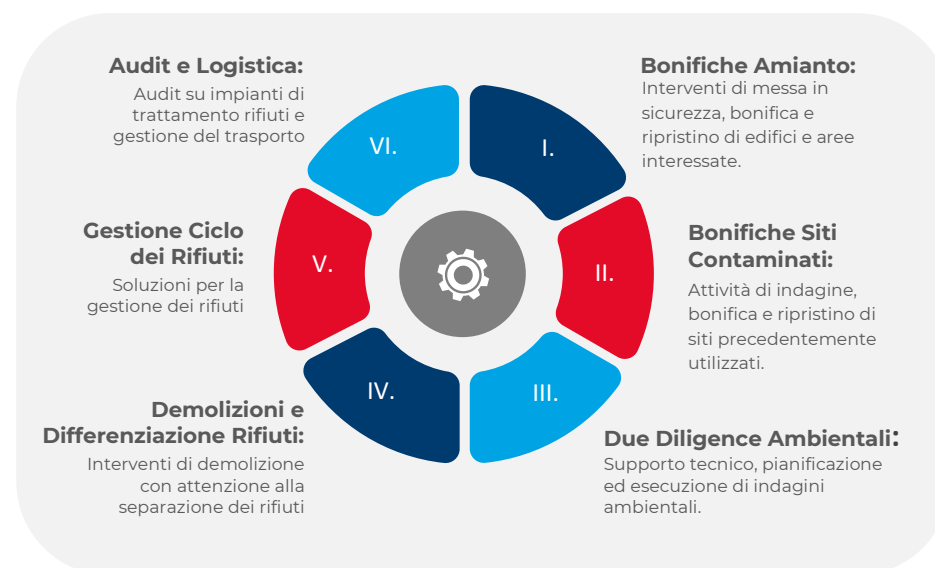 Bonifiche Amianto:
Interventi di messa in
sicurezza, bonifica e
ripristino di edifici e aree
interessate.
I.
Bonifiche Siti
Contaminati:
Attività di indagine,
bonifica e ripristino di
siti precedentemente
utilizzati.
II.
Due Diligence Ambientali:
Supporto tecnico, pianificazione
ed esecuzione di indagini
ambientali.
III.
Demolizioni e
Differenziazione Rifiuti:
Interventi di demolizione
con attenzione alla
separazione dei rifiuti
IV.
Gestione Ciclo
dei Rifiuti:
Soluzioni per la
gestione dei rifiuti
V.
Audit e Logistica:
Audit su impianti di
trattamento rifiuti e
gestione del trasporto
VI.